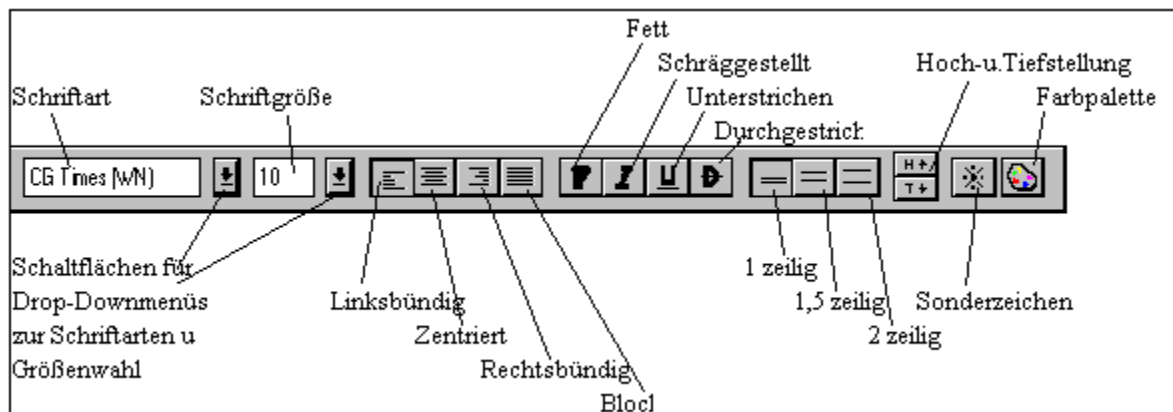 Fett
Schräggestellt
Hoch-u.Tiefstellung
Schriftart
Schriftgröße
Unterstrichen
Farbpalette
Durchgestrich
CG Times (WN)
10
F
I
U
D
H
T
Schaltflächen für
Drop-Downmenüs
zur Schriftarten u
Größenwahl
Linksbündig
Zentriert
Rechtsbündig
Blocl
1 zeilig
1,5 zeilig
2 zeilig
Sonderzeichen